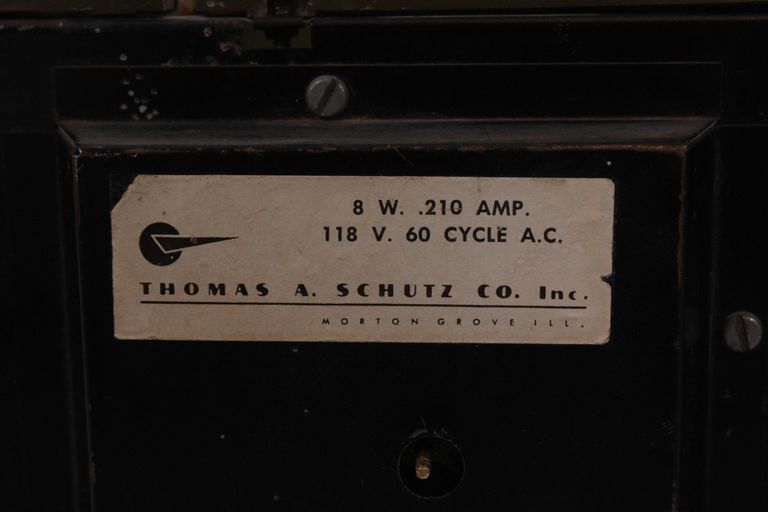 8 W. .210 AMP.
118 V. 60 CYCLE A.C.
THOMAS A. SCHUTZ CO. Inc.
MORTON GROVE ILL.